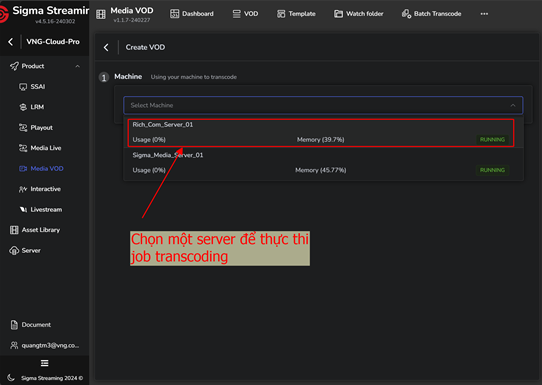 Sigma Streamin
v4.5.16-240302
Media VOD
v1.1.7-240227
Dashboard
VOD
Template
Watch folder
Batch Transcode
VNG-Cloud-Pro
Create VOD
Product
SSAI
LRM
Playout
Media Live
Media VOD
Interactive
Livestream
Asset Library
Server
1 Machine Using your machine to transcode
Select Machine
Rich_Com_Server_01
Usage (0%) Memory (39.7%) RUNNING
Sigma_Media_Server_01
Usage (0%) Memory (45.77%) RUNNING
Chọn một server để thực thi
job transcoding
Document
quangtm3@vng.co...
Sigma Streaming 2024 ©